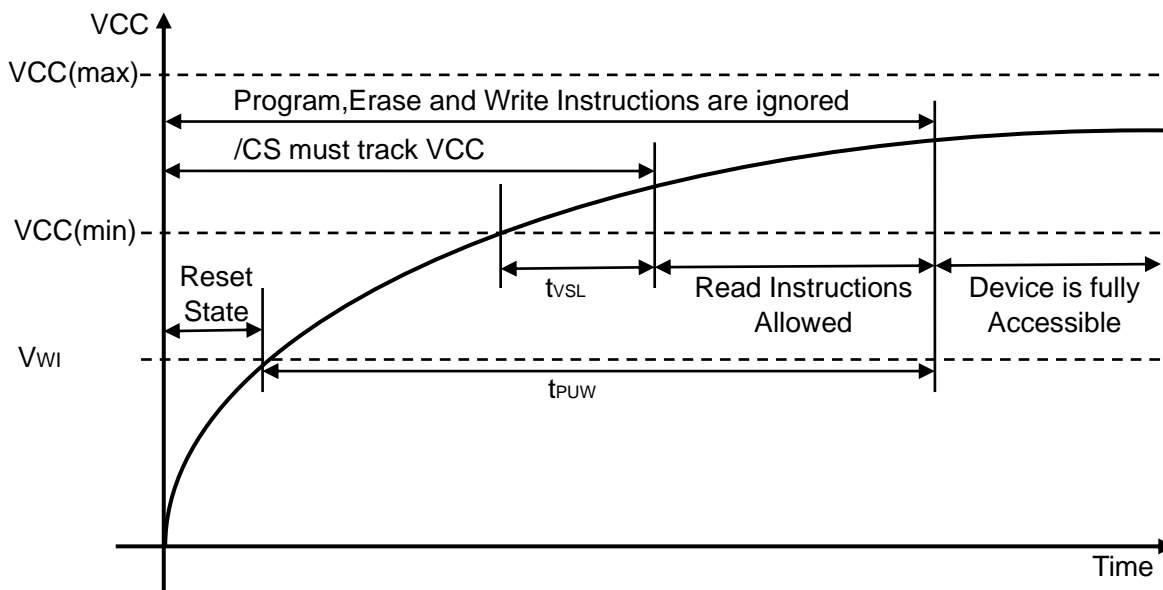 VCC
VCC(max)
Program,Erase and Write Instructions are ignored
/CS must track VCC
VCC(min)
Reset
State
tVSL
Read Instructions
Allowed
Device is fully
Accessible
VWI
tPUW
Time